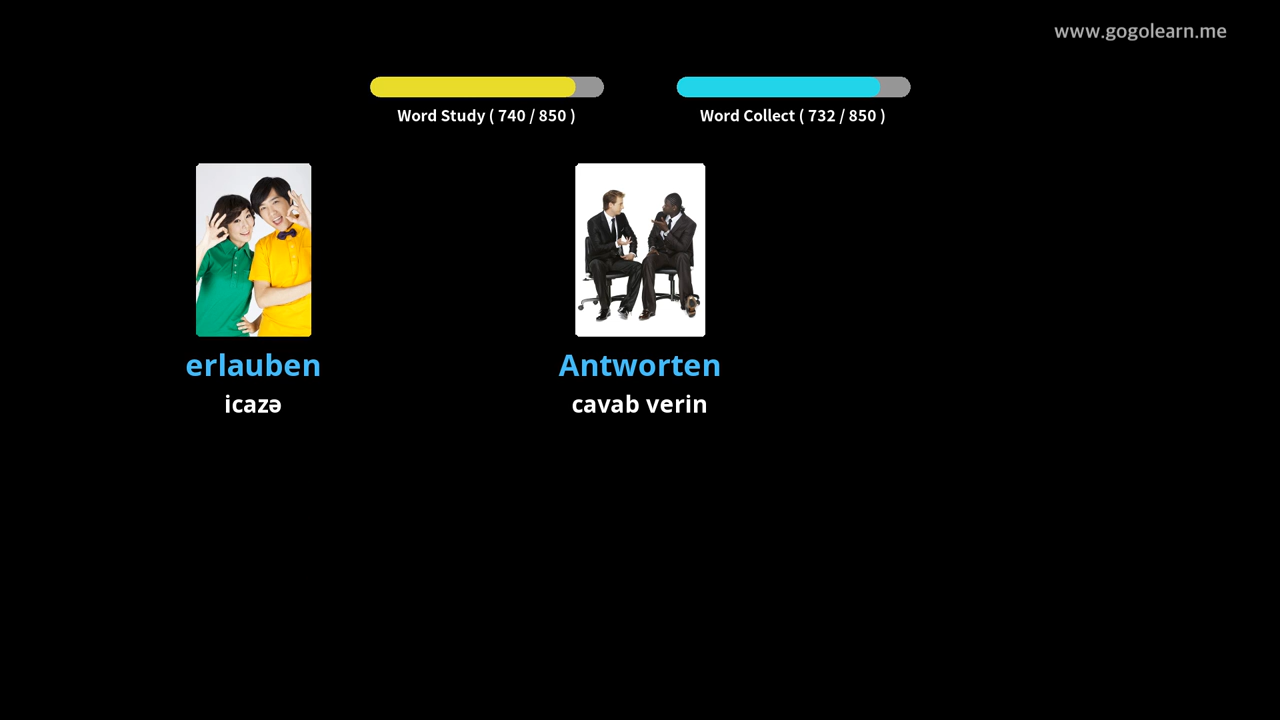 www.gogolearn.me
Word Study ( 740 / 850 )
Word Collect ( 732 / 850 )
erlauben
icazə
Antworten
cavab verin